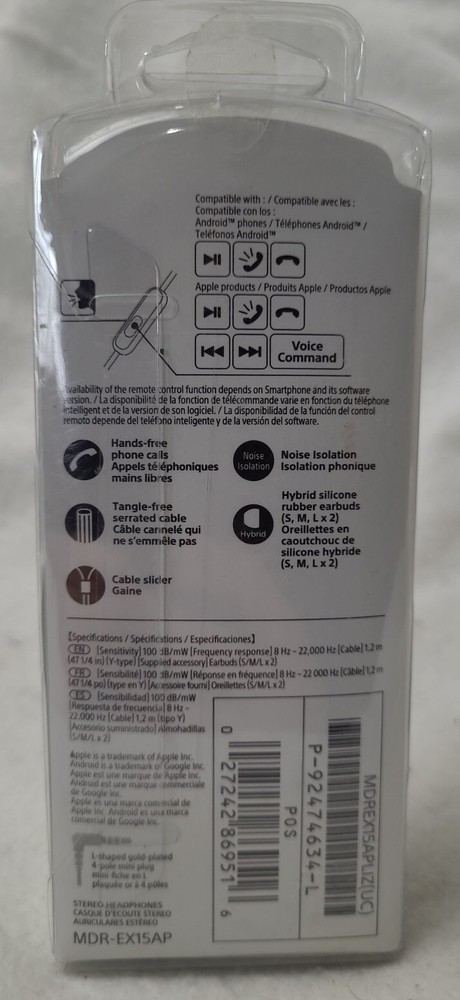 Compatible with : / Compatible avec les :
Compatible con los :
Android™ phones / Téléphones Android™ /
Teléfonos Android™
Apple products / Produits Apple / Productos Apple
Voice
Command
Availability of the remote control function depends on Smartphone and its software
version. / La disponibilité de la fonction de télécommande varie en fonction du téléphone
intelligent et de la version de son logiciel. / La disponibilidad de la función del control
remoto depende del teléfono inteligente y de la versión del software.
Hands-free
phone calls
Appels téléphoniques
mains libres
Noise
Isolation
Noise Isolation
Isolation phonique
Tangle-free
serrated cable
Câble cannelé qui
ne s'emmêle pas
Hybrid
Hybrid silicone
rubber earbuds
(S, M, L x 2)
Oreillettes en
caoutchouc de
silicone hybride
(S, M, L x 2)
Cable slider
Gaine
[Specifications / Spécifications / Especificaciones]
EN [Sensitivity] 100 dB/mW [Frequency response] 8 Hz – 22,000 Hz [Cable] 1.2 m
(47 1/4 in) (Y-type) [Supplied accessory] Earbuds (S/M/L x 2)
FR [Sensibilité] 100 dB/mW [Réponse en fréquence] 8 Hz – 22 000 Hz [Câble] 1,2 m
(47 1/4 po) (type en Y) [Accessoire fourni] Oreillettes (S/M/L x 2)
ES [Sensibilidad] 100 dB/mW
[Respuesta de frecuencia] 8 Hz –
22.000 Hz [Cable] 1,2 m (tipo Y)
[Accesorio suministrado] Almohadillas
(S/M/L x 2)
Apple is a trademark of Apple Inc.
Android is a trademark of Google Inc.
Apple est une marque de Apple Inc.
Android est une marque commerciale
de Google Inc.
Apple es una marca comercial de
Apple Inc. Android es una marca
comercial de Google Inc.
L-shaped gold-plated
4-pole mini plug
mini-fiche en L
plaquée or à 4 pôles
STEREO HEADPHONES
CASQUE D'ÉCOUTE STÉRÉO
AURICULARES ESTÉREO
MDR-EX15AP
0 27242 86951 6
POS
P-92474634-L
MDREX15APLIZ(UC)